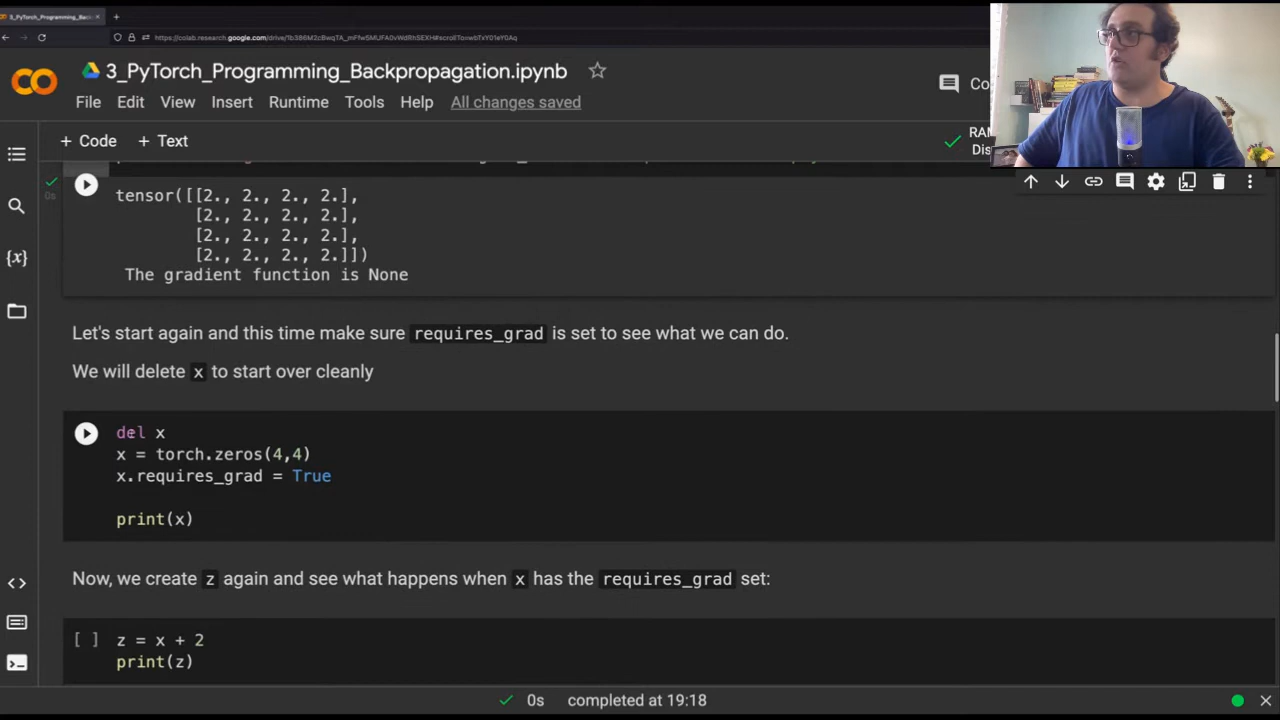 3_PyTorch_Programming_Back
3_PyTorch_Programming_Backpropagation.ipynb
File Edit View Insert Runtime Tools Help All changes saved
+ Code + Text
RAM
Dis
0s
tensor([[2., 2., 2., 2.],
[2., 2., 2., 2.],
[2., 2., 2., 2.],
[2., 2., 2., 2.]])
The gradient function is None
Let's start again and this time make sure requires_grad is set to see what we can do.
We will delete x to start over cleanly
del x
x = torch.zeros(4,4)
x.requires_grad = True
print(x)
Now, we create z again and see what happens when x has the requires_grad set:
[ ] z = x + 2
print(z)
0s completed at 19:18